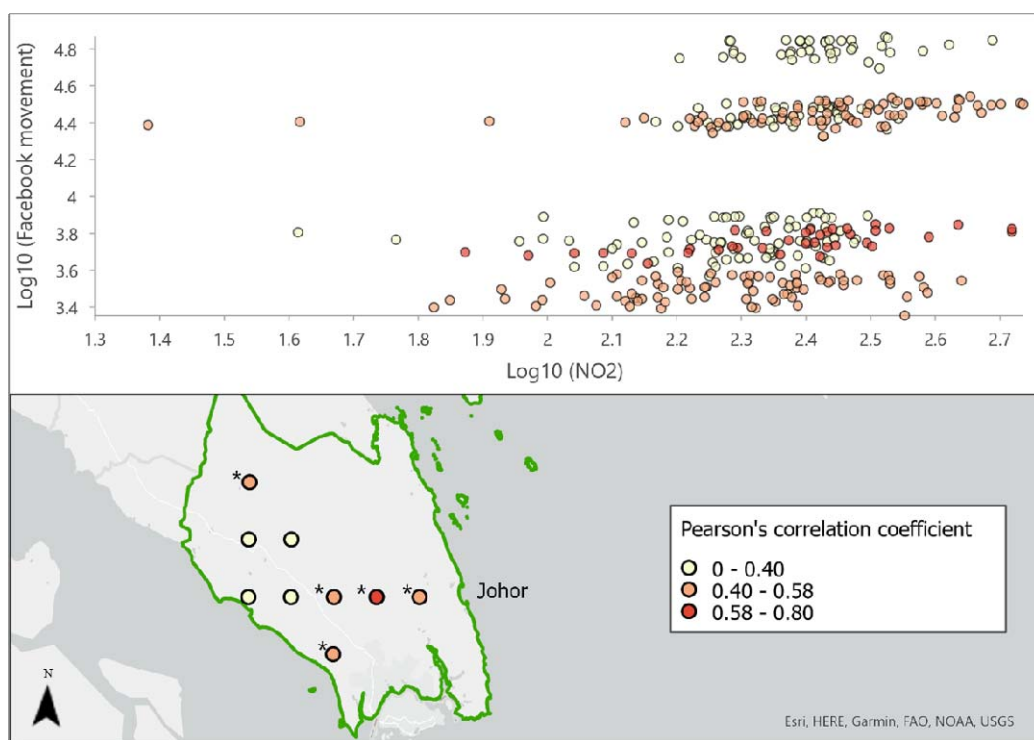 Log10 (Facebook movement)
4.8
4.6
4.4
4.2
4
3.8
3.6
3.4
1.3 1.4 1.5 1.6 1.7 1.8 1.9 2 2.1 2.2 2.3 2.4 2.5 2.6 2.7
Log10 (NO2)
*
* * *
*
Johor
Pearson's correlation coefficient
0 - 0.40
0.40 - 0.58
0.58 - 0.80
N
Esri, HERE, Garmin, FAO, NOAA, USGS